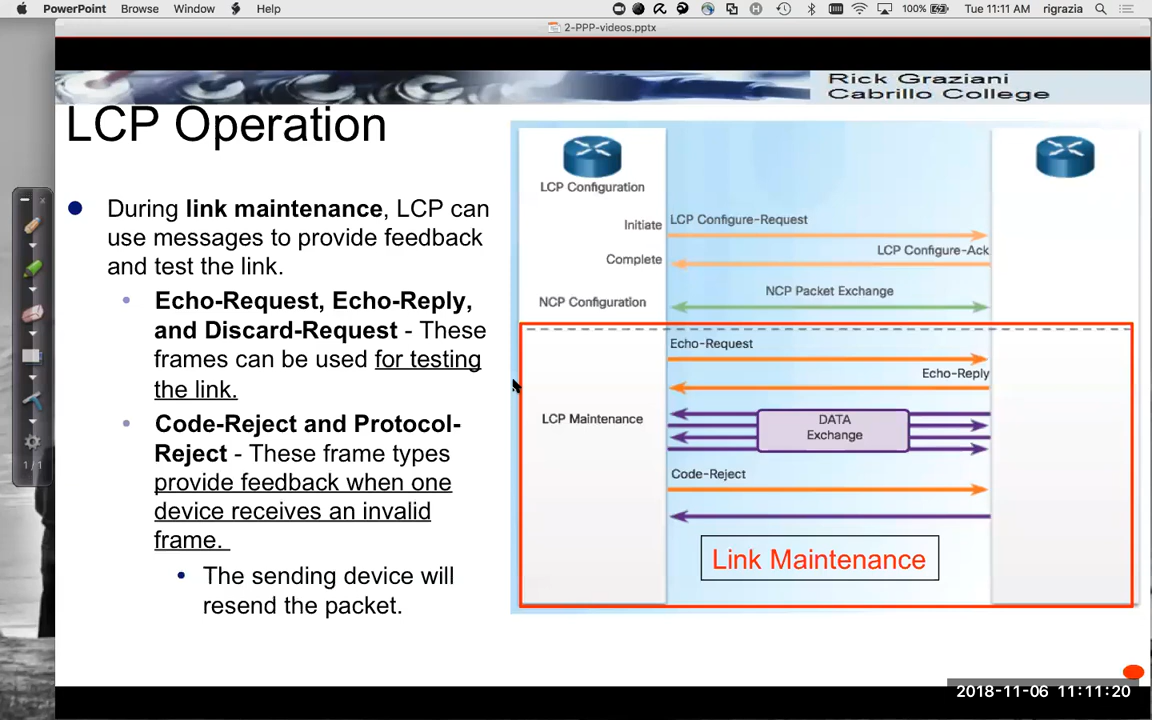 PowerPoint Browse Window Help 100% Tue 11:11 AM rigrazia
2-PPP-videos.pptx
Rick Graziani
Cabrillo College
LCP Operation
During link maintenance, LCP can
use messages to provide feedback
and test the link.
Echo-Request, Echo-Reply,
and Discard-Request - These
frames can be used for testing
the link.
Code-Reject and Protocol-
Reject - These frame types
provide feedback when one
device receives an invalid
frame.
The sending device will
resend the packet.
LCP Configuration
Initiate
LCP Configure-Request
LCP Configure-Ack
Complete
NCP Configuration
NCP Packet Exchange
Echo-Request
Echo-Reply
LCP Maintenance
DATA
Exchange
Code-Reject
Link Maintenance
1/1
2018-11-06 11:11:20